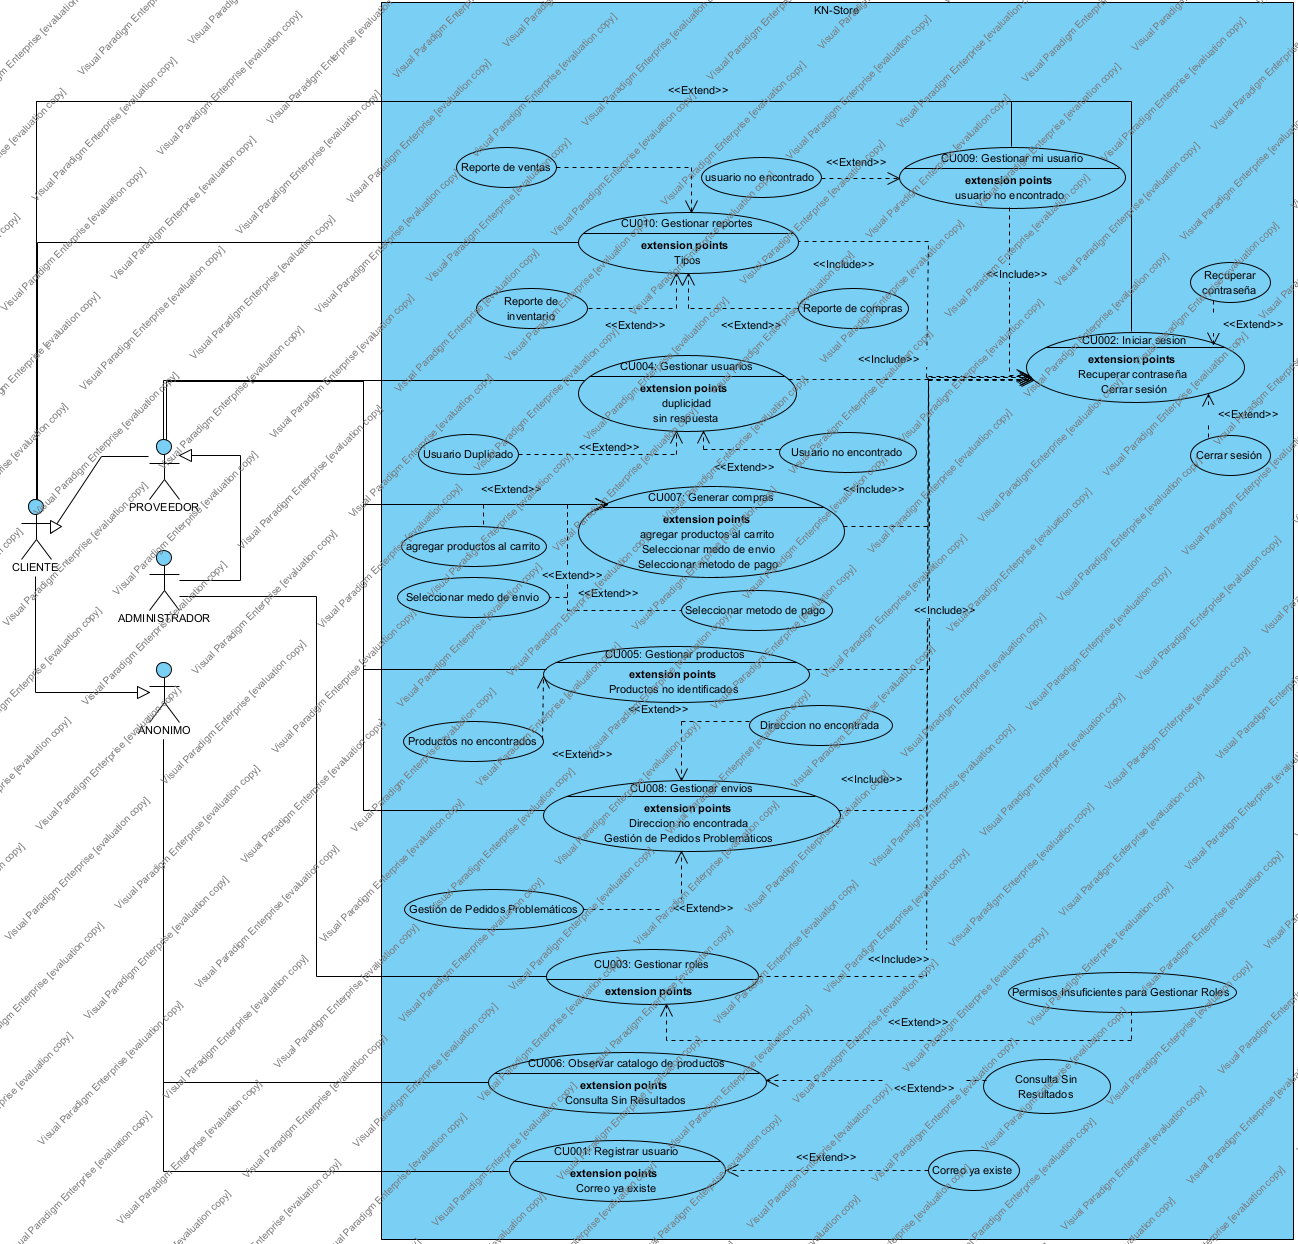 KN-Store
<<Extend>>
Reporte de ventas
usuario no encontrado
<<Extend>>
CU009: Gestionar mi usuario
extension points
usuario no encontrado
CU010: Gestionar reportes
extension points
Tipos
<<Include>>
<<Include>>
Recuperar
contraseña
Reporte de
inventario
Reporte de compras
<<Extend>>
<<Extend>>
<<Extend>>
CU002: Iniciar sesion
extension points
Recuperar contraseña
Cerrar sesión
<<Include>>
CU004: Gestionar usuarios
extension points
duplicidad
sin respuesta
<<Extend>>
Usuario Duplicado
<<Extend>>
Usuario no encontrado
<<Extend>>
Cerrar sesión
PROVEEDOR
CLIENTE
ADMINISTRADOR
ANONIMO
<<Extend>>
<<Include>>
CU007: Generar compras
extension points
agregar productos al carrito
Seleccionar medo de envio
Seleccionar metodo de pago
agregar productos al carrito
<<Extend>>
Seleccionar medo de envio
<<Extend>>
Seleccionar metodo de pago
<<Include>>
CU005: Gestionar productos
extension points
Productos no identificados
<<Extend>>
Productos no encontrados
Direccion no encontrada
<<Extend>>
<<Include>>
CU008: Gestionar envios
extension points
Direccion no encontrada
Gestión de Pedidos Problemáticos
Gestión de Pedidos Problemáticos
<<Extend>>
<<Include>>
CU003: Gestionar roles
extension points
Permisos Insuficientes para Gestionar Roles
<<Extend>>
CU006: Observar catalogo de productos
extension points
Consulta Sin Resultados
<<Extend>>
Consulta Sin
Resultados
CU001: Registrar usuario
extension points
Correo ya existe
<<Extend>>
Correo ya existe
Visual Paradigm Enterprise [evaluation copy]